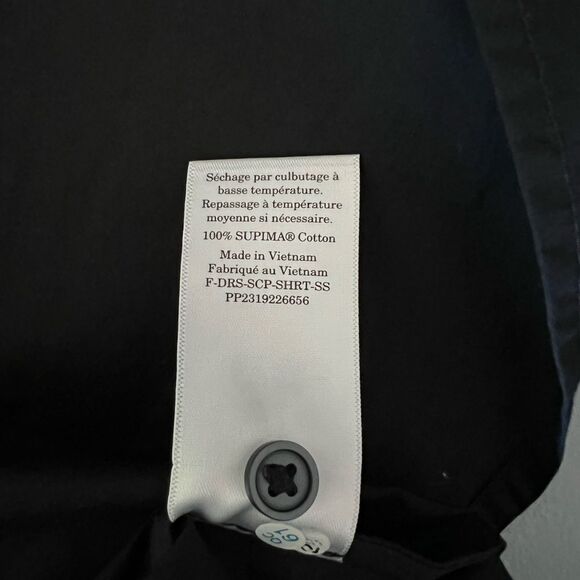 Séchage par culbutage à
basse température.
Repassage à température
moyenne si nécessaire.
100% SUPIMA® Cotton
Made in Vietnam
Fabriqué au Vietnam
F-DRS-SCP-SHRT-SS
PP2319226656